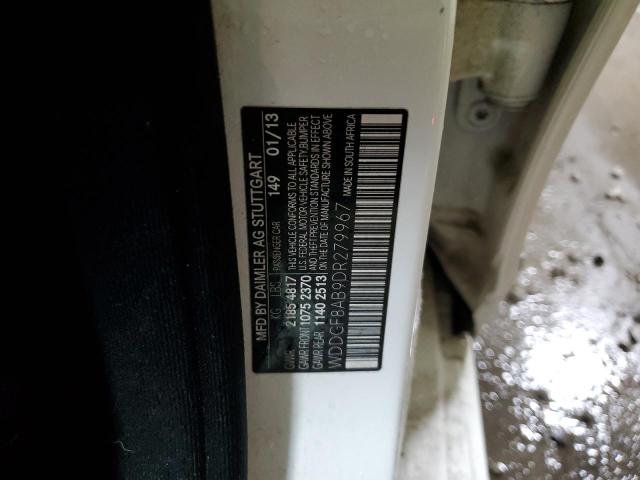 MFD BY DAIMLER AG STUTTGART
PASSENGER CAR 149 01/13
KG LBS
GVWR 2185 4817
GAWR FRONT 1075 2370
GAWR REAR 1140 2513
THIS VEHICLE CONFORMS TO ALL APPLICABLE
U.S. FEDERAL MOTOR VEHICLE SAFETY, BUMPER
AND THEFT PREVENTION STANDARDS IN EFFECT
ON THE DATE OF MANUFACTURE SHOWN ABOVE
WDDGF8AB9DR279967
MADE IN SOUTH AFRICA